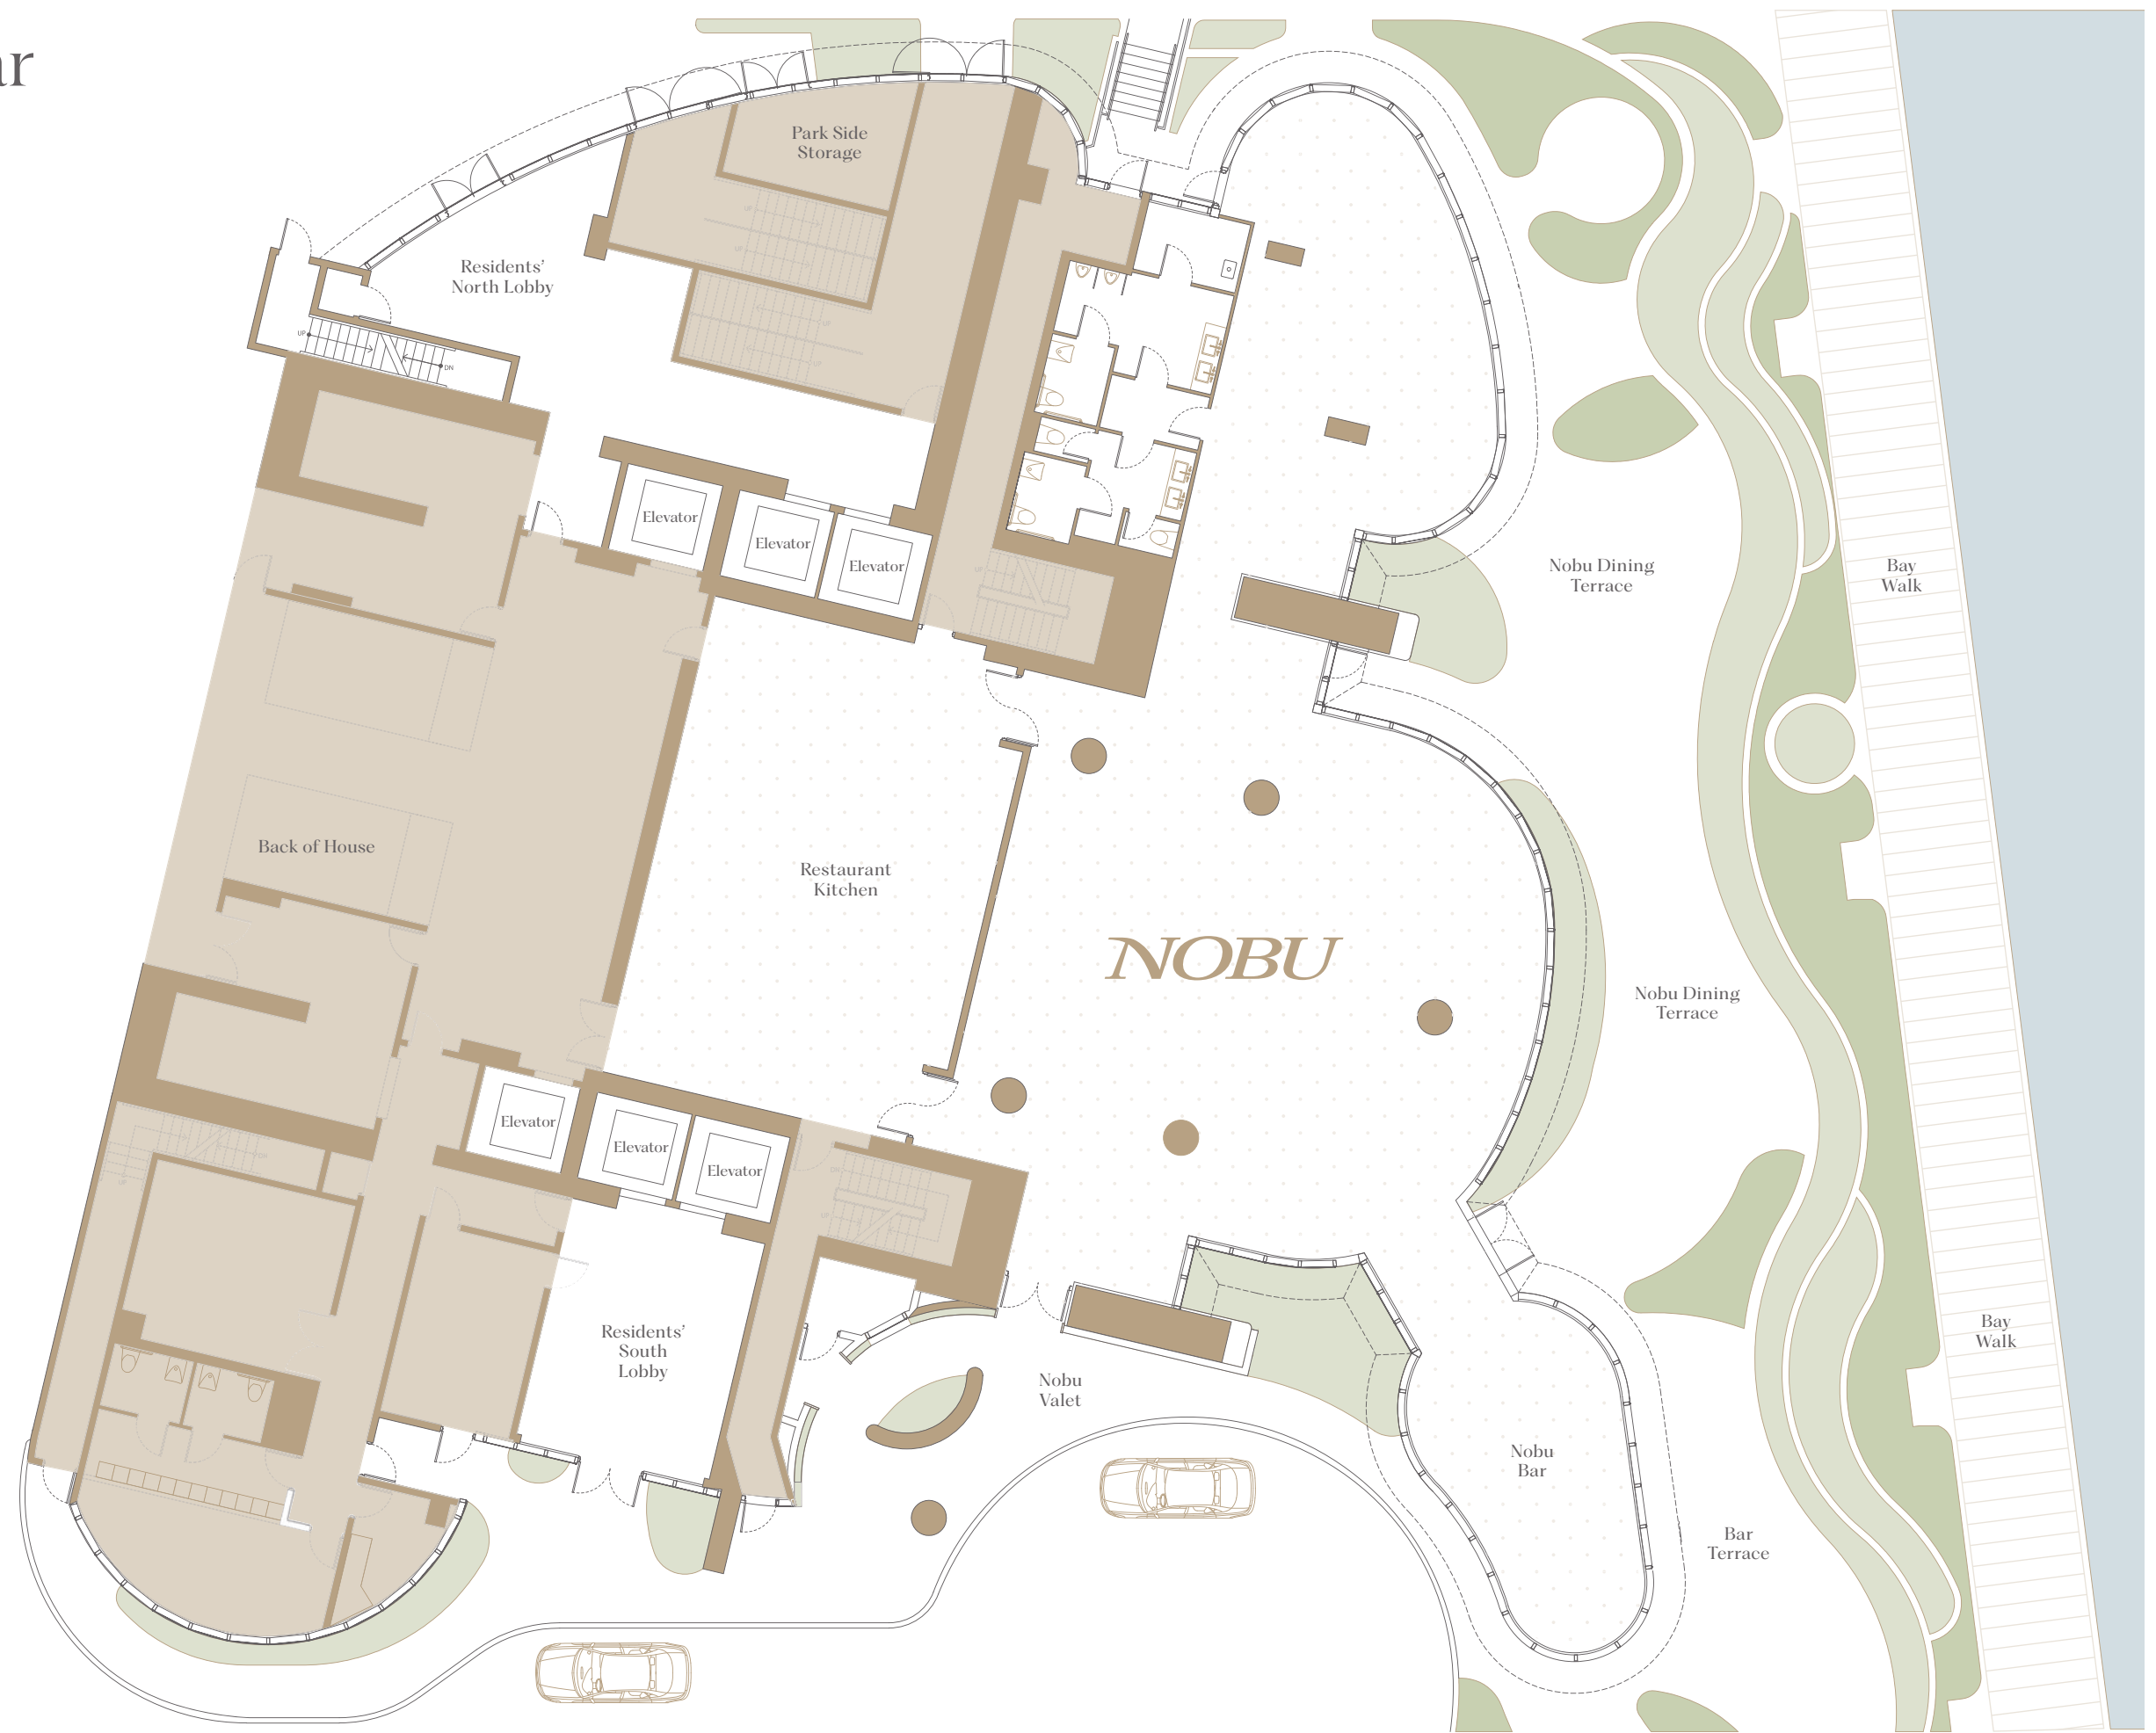 ar
Park Side
Storage
Residents'
North Lobby
UP
DN
Elevator
Elevator
Elevator
Nobu Dining
Terrace
Bay
Walk
Back of House
Restaurant
Kitchen
NOBU
Nobu Dining
Terrace
Elevator
Elevator
Elevator
Residents'
South
Lobby
Nobu
Valet
Bay
Walk
Nobu
Bar
Bar
Terrace